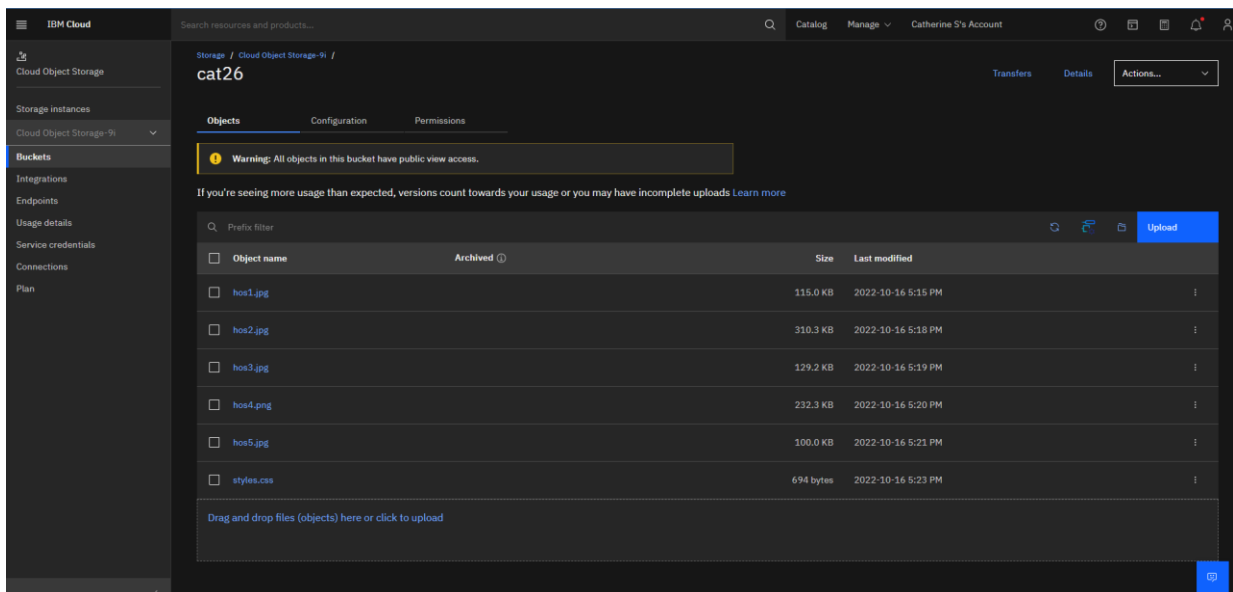 IBM Cloud
Search resources and products...
Catalog
Manage
Catherine S's Account
Cloud Object Storage
Storage instances
Cloud Object Storage-9i
Buckets
Integrations
Endpoints
Usage details
Service credentials
Connections
Plan
Storage / Cloud Object Storage-9i /
cat26
Transfers
Details
Actions...
Objects
Configuration
Permissions
Warning: All objects in this bucket have public view access.
If you're seeing more usage than expected, versions count towards your usage or you may have incomplete uploads Learn more
Prefix filter
Upload
Object name Archived Size Last modified
hos1.jpg 115.0 KB 2022-10-16 5:15 PM
hos2.jpg 310.3 KB 2022-10-16 5:18 PM
hos3.jpg 129.2 KB 2022-10-16 5:19 PM
hos4.png 232.3 KB 2022-10-16 5:20 PM
hos5.jpg 100.0 KB 2022-10-16 5:21 PM
styles.css 694 bytes 2022-10-16 5:23 PM
Drag and drop files (objects) here or click to upload